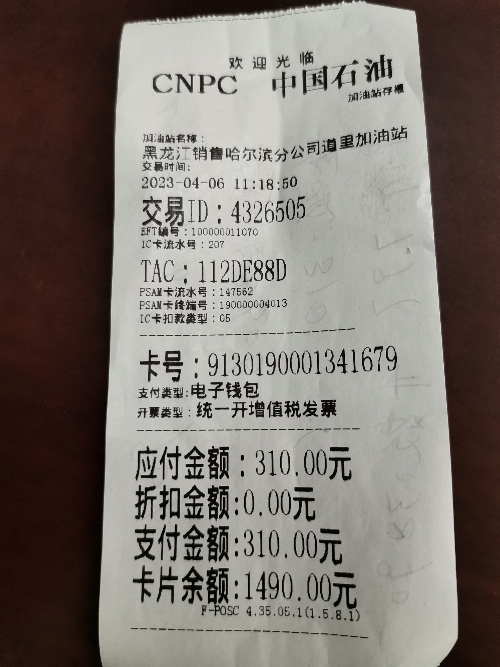 欢迎光临
CNPC 中国石油
加油站存根
加油站名称：
黑龙江销售哈尔滨分公司道里加油站
交易时间：
2023-04-06 11:18:50
交易ID：4326505
EFT编号：100000011070
IC卡流水号：207
TAC：112DE88D
PSAM卡流水号：147562
PSAM卡终端号：190000004013
IC卡扣款类型：05
卡号：9130190001341679
支付类型：电子钱包
开票类型：统一开增值税发票
应付金额：310.00元
折扣金额:0.00元
支付金额:310.00元
卡片余额:1490.00元
F-POSC 4.35.05.1(1.5.8.1)